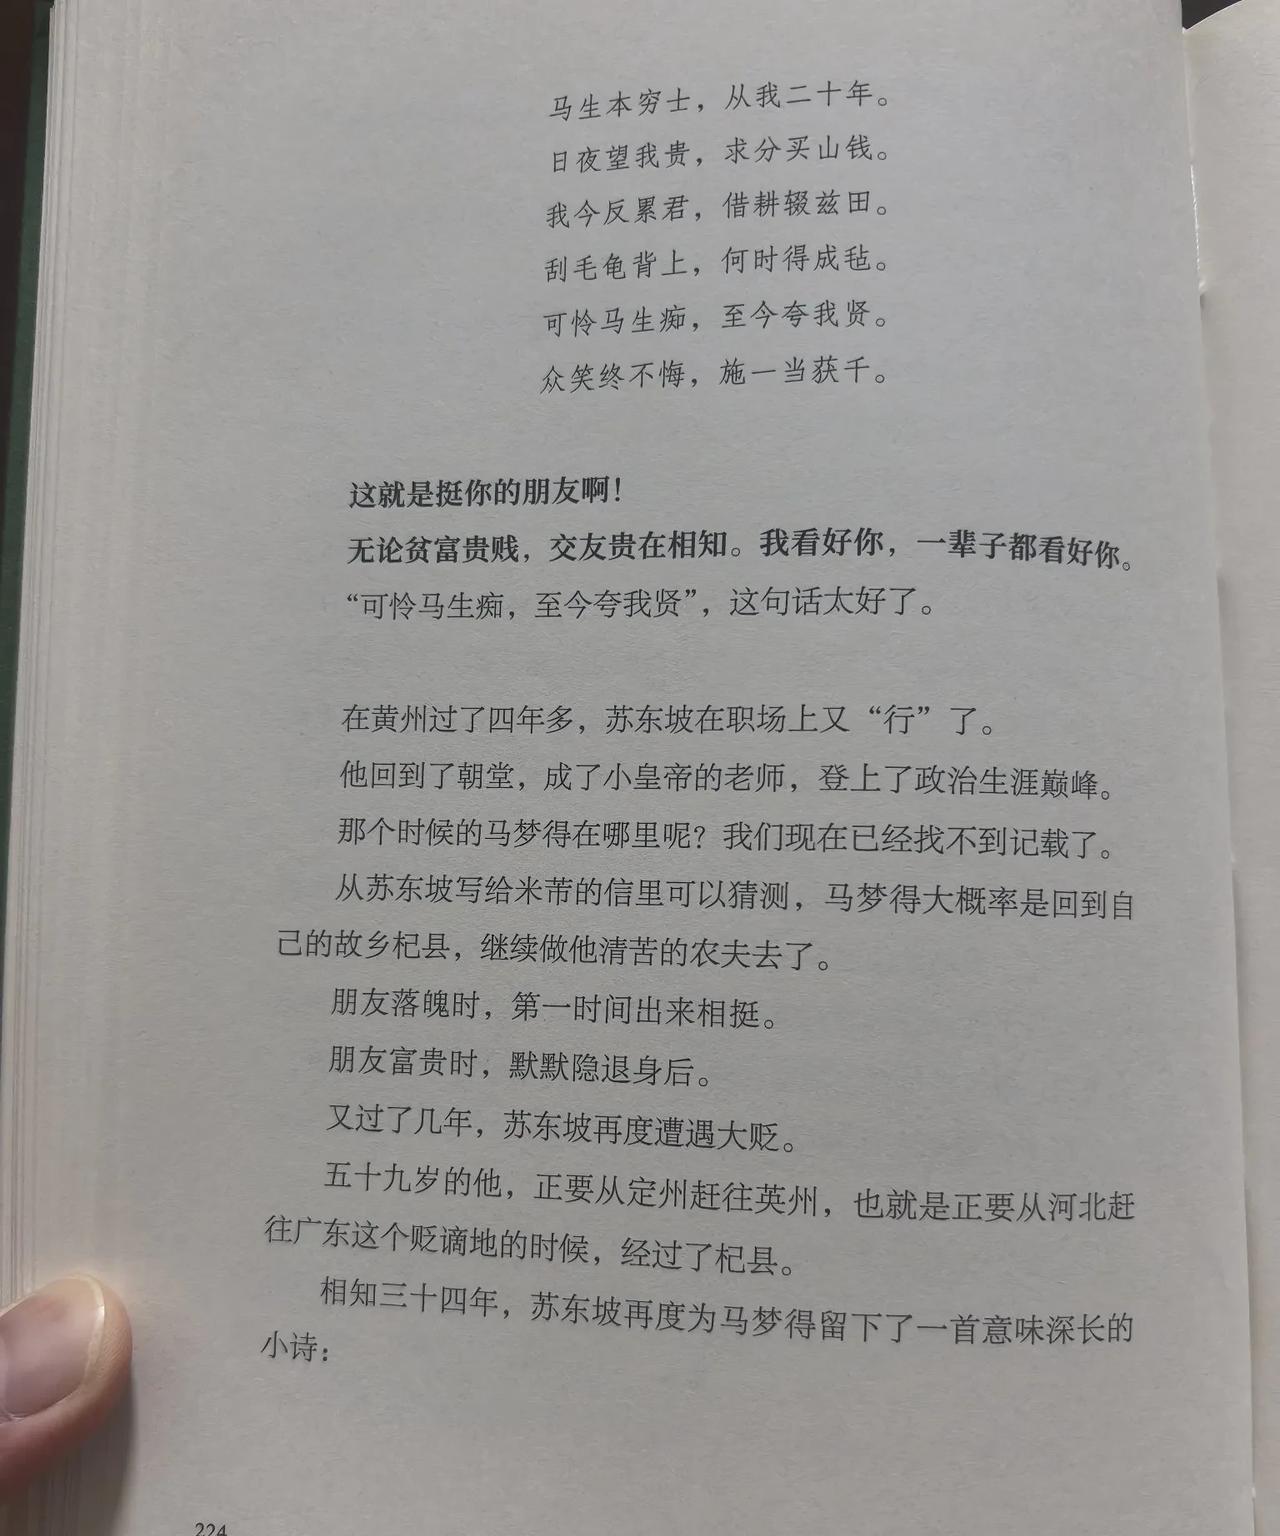 马生本穷士，从我二十年。
日夜望我贵，求分买山钱。
我今反累君，借耕辍兹田。
刮毛龟背上，何时得成毡。
可怜马生痴，至今夸我贤。
众笑终不悔，施一当获千。
这就是挺你的朋友啊！
无论贫富贵贱，交友贵在相知。我看好你，一辈子都看好你。
“可怜马生痴，至今夸我贤”，这句话太好了。
在黄州过了四年多，苏东坡在职场上又“行”了。
他回到了朝堂，成了小皇帝的老师，登上了政治生涯巅峰。
那个时候的马梦得在哪里呢？我们现在已经找不到记载了。
从苏东坡写给米芾的信里可以猜测，马梦得大概率是回到自
己的故乡杞县，继续做他清苦的农夫去了。
朋友落魄时，第一时间出来相挺。
朋友富贵时，默默隐退身后。
又过了几年，苏东坡再度遭遇大贬。
五十九岁的他，正要从定州赶往英州，也就是正要从河北赶
往广东这个贬谪地的时候，经过了杞县。
相知三十四年，苏东坡再度为马梦得留下了一首意味深长的
小诗：
224